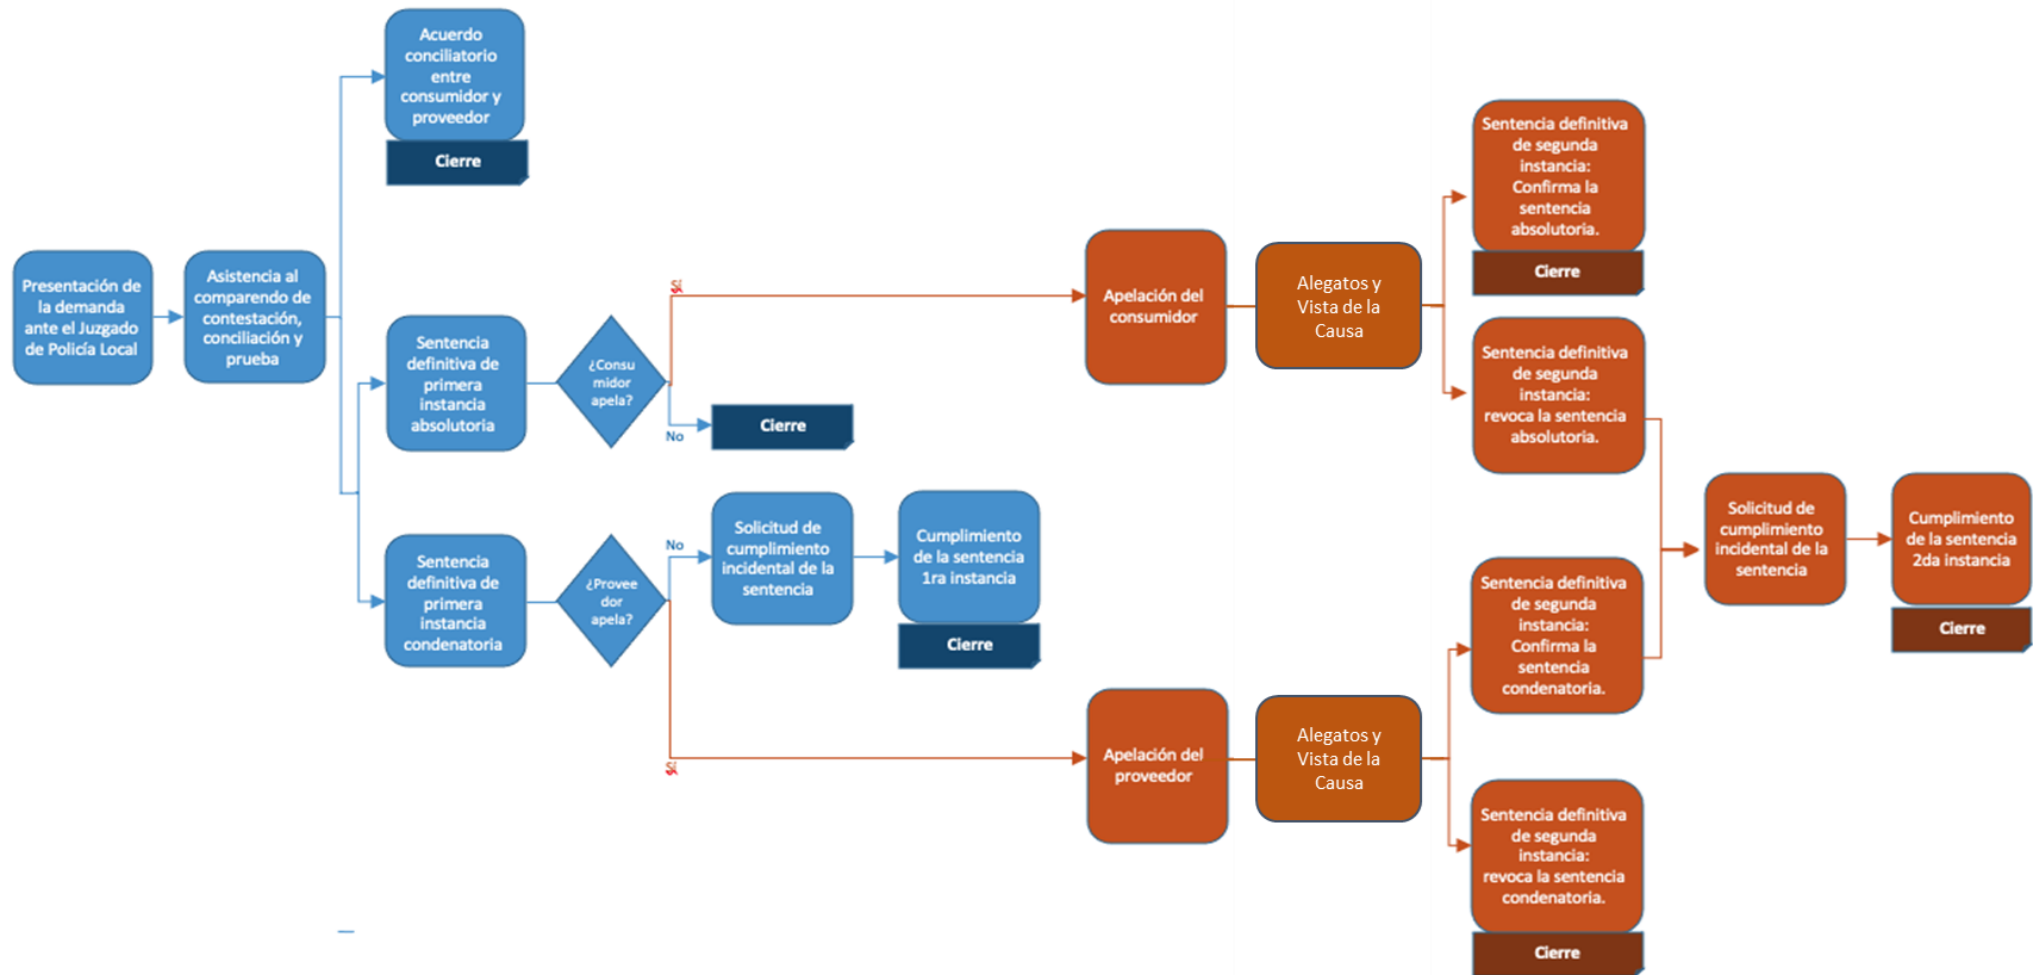 Acuerdo
conciliatorio
entre
consumidor y
proveedor
Cierre
Presentación de
la demanda
ante el Juzgado
de Policía Local
Asistencia al
comparendo de
contestación,
conciliación y
prueba
Sentencia
definitiva de
primera
instancia
absolutoria
¿Consu
midor
apela?
Sí
No
Cierre
Sentencia
definitiva de
primera
instancia
condenatoria
¿Provee
dor
apela?
No
Sí
Solicitud de
cumplimiento
incidental de la
sentencia
Cumplimiento
de la sentencia
1ra instancia
Cierre
Apelación del
consumidor
Alegatos y
Vista de la
Causa
Sentencia definitiva
de segunda
instancia:
Confirma la
sentencia
absolutoria.
Cierre
Sentencia definitiva
de segunda
instancia:
revoca la sentencia
absolutoria.
Apelación del
proveedor
Alegatos y
Vista de la
Causa
Sentencia definitiva
de segunda
instancia:
Confirma la
sentencia
condenatoria.
Sentencia definitiva
de segunda
instancia:
revoca la sentencia
condenatoria.
Cierre
Solicitud de
cumplimiento
incidental de la
sentencia
Cumplimiento
de la sentencia
2da instancia
Cierre